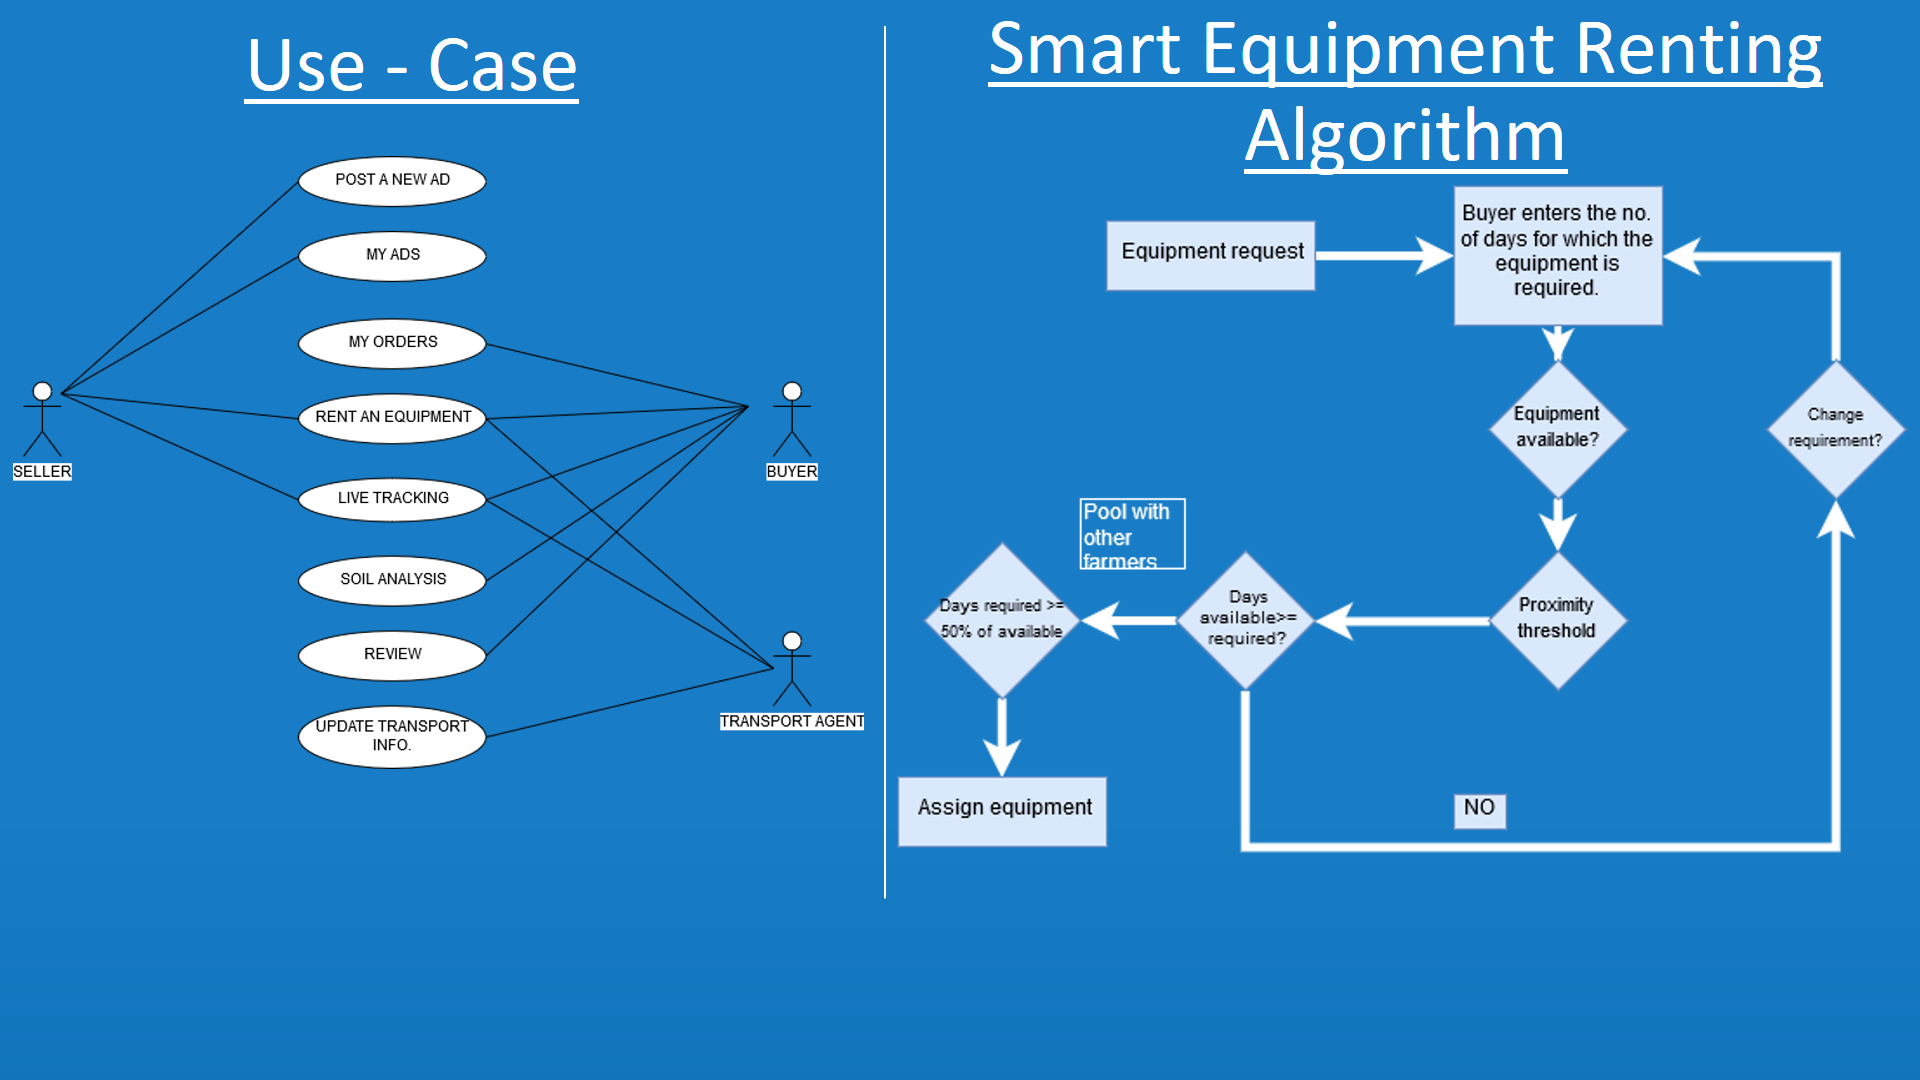 Use - Case
POST A NEW AD
MY ADS
MY ORDERS
RENT AN EQUIPMENT
LIVE TRACKING
SOIL ANALYSIS
REVIEW
UPDATE TRANSPORT
INFO.
SELLER
BUYER
TRANSPORT AGENT
Smart Equipment Renting
Algorithm
Equipment request
Buyer enters the no.
of days for which the
equipment is
required.
Equipment
available?
Change
requirement?
Proximity
threshold
Days
available>=
required?
Pool with
other
farmers
Days required >=
50% of available
Assign equipment
NO